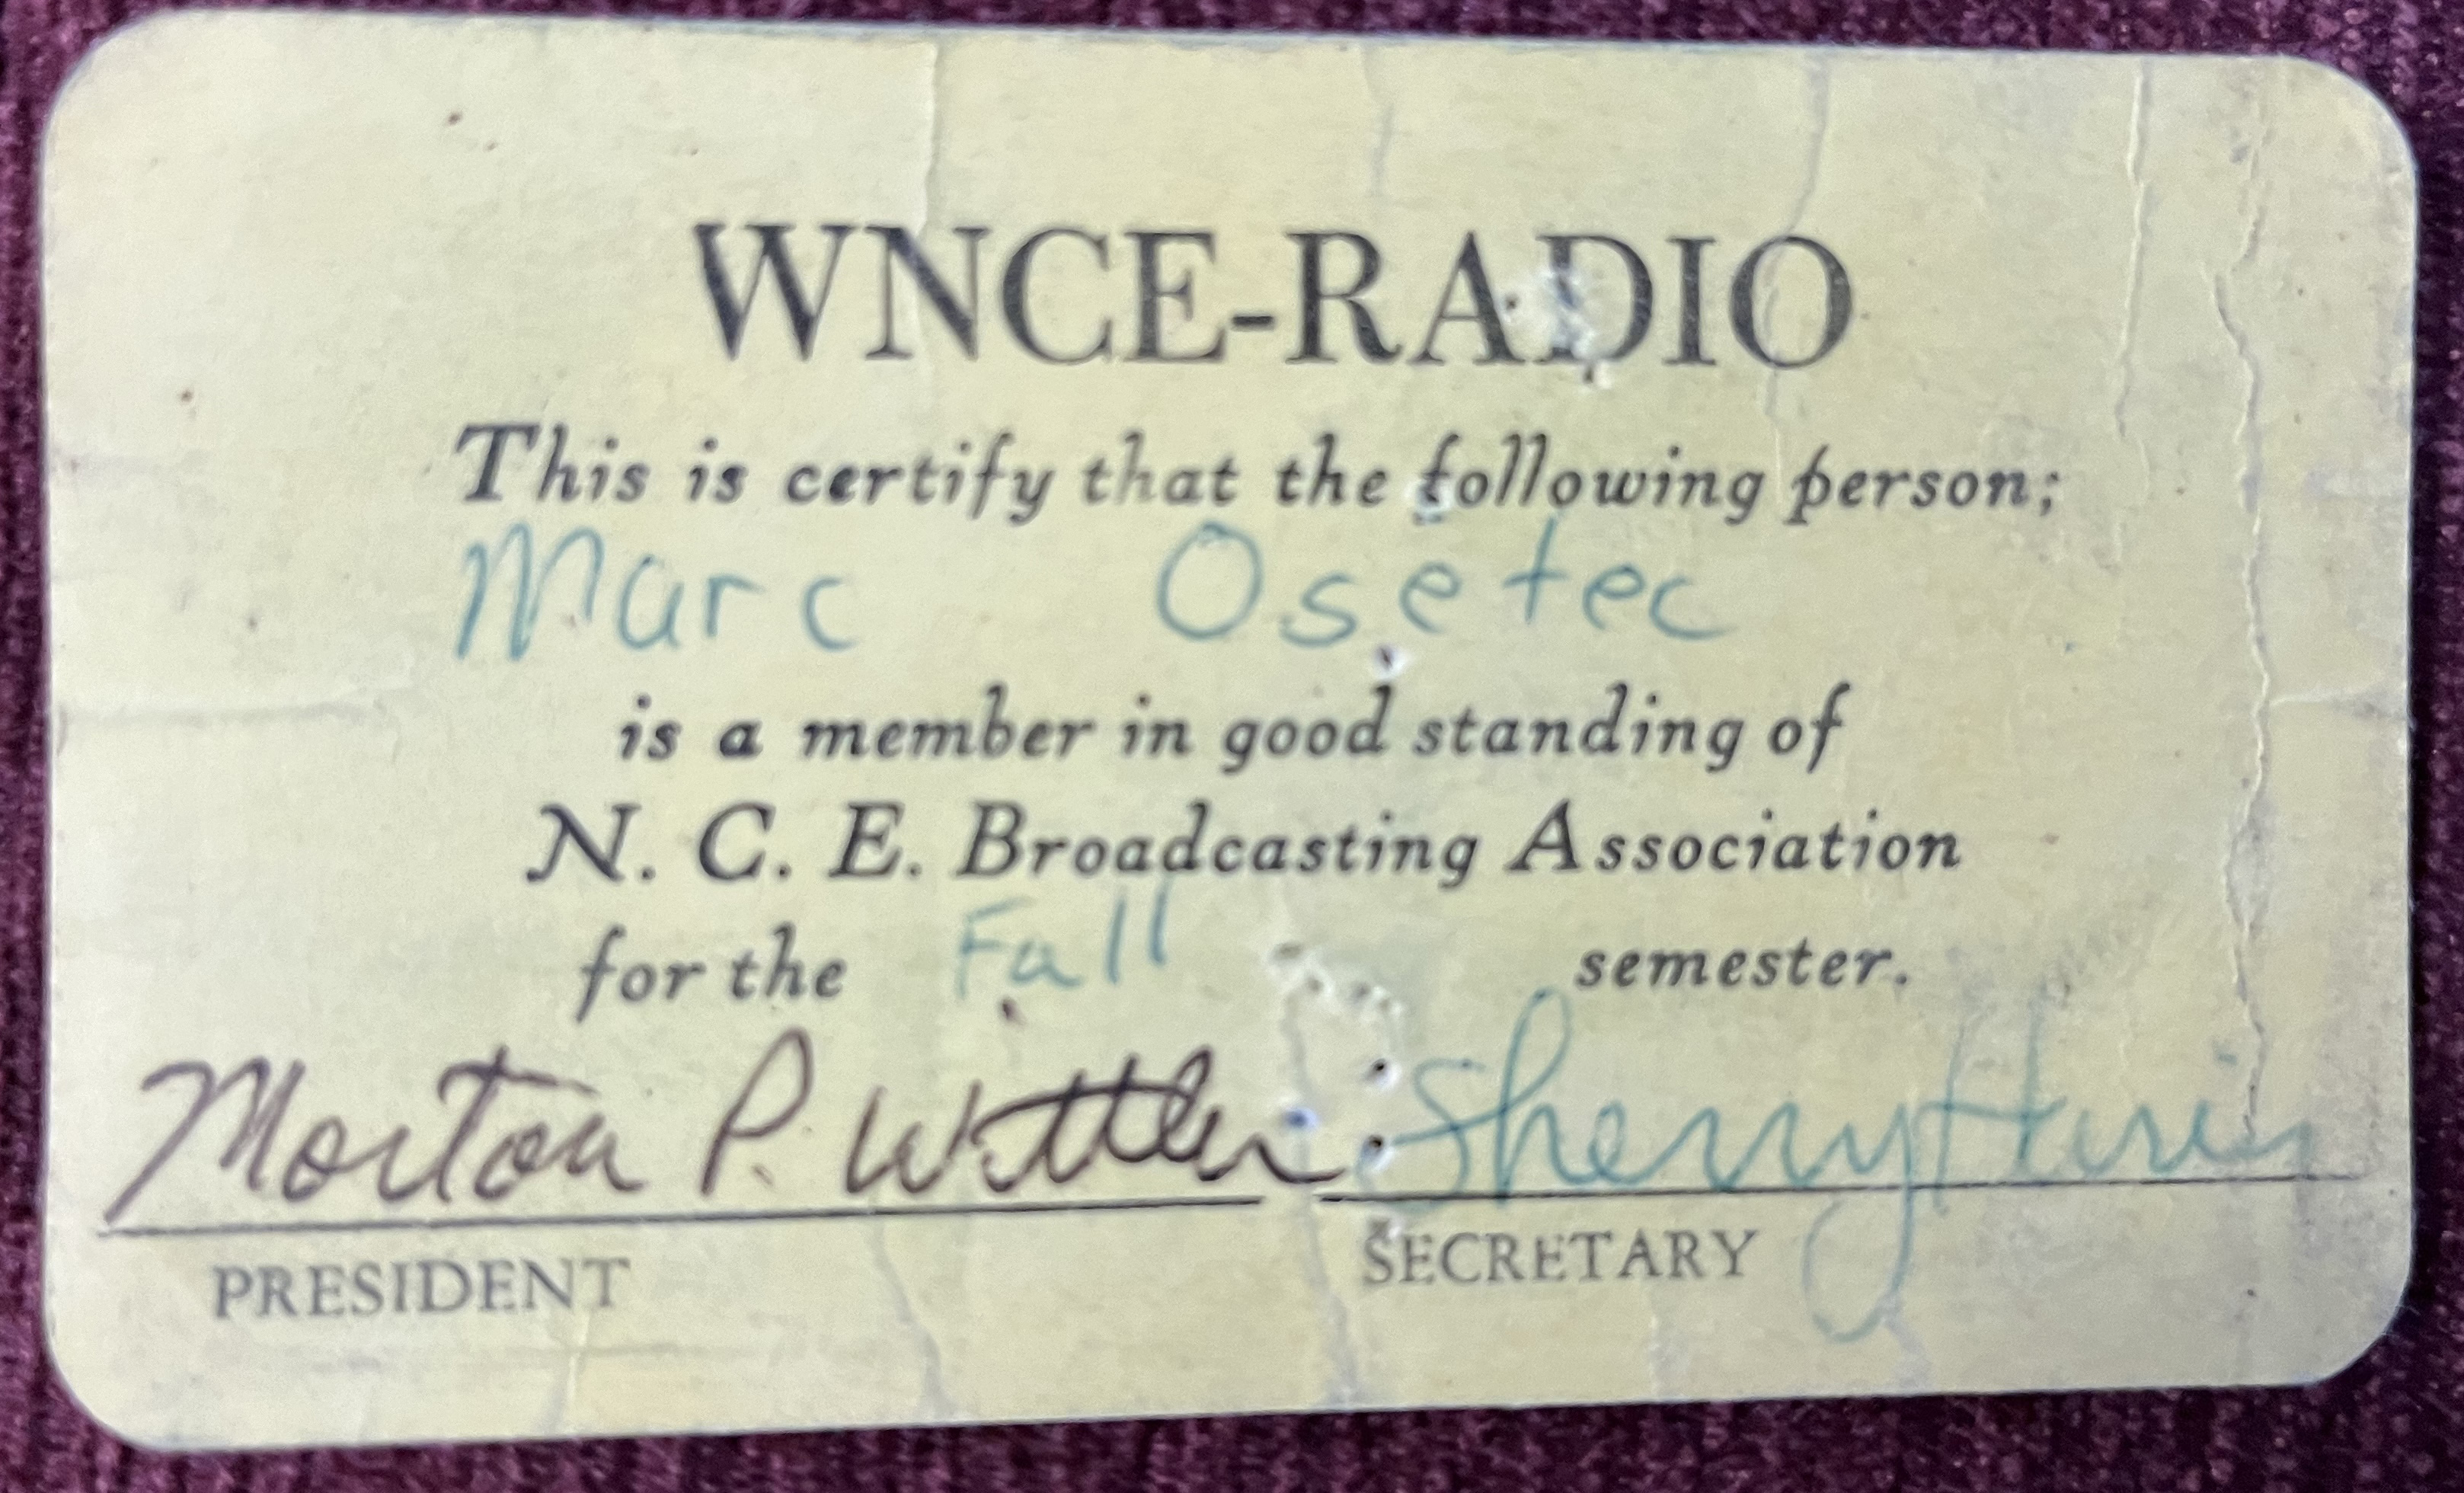 WNCE-RADIO
This is certify that the following person;
Marc Osetec
is a member in good standing of
N. C. E. Broadcasting Association
for the Fall semester.
Morton P. Sherry
PRESIDENT SECRETARY